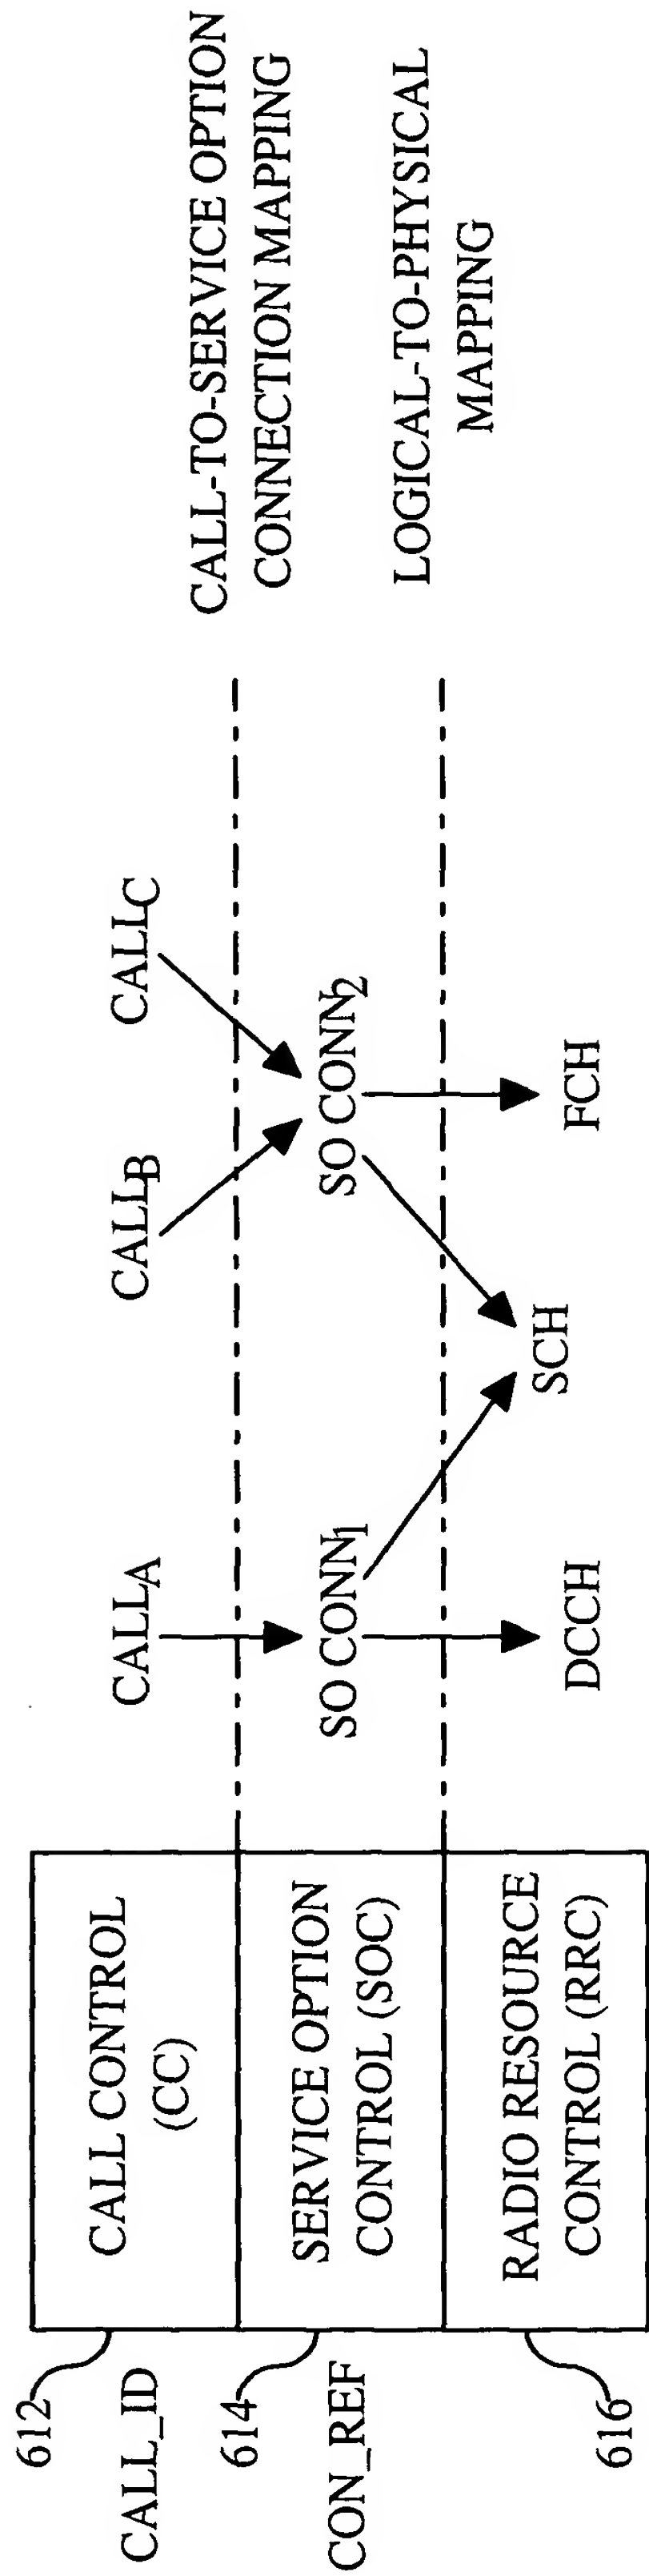 612
CALL_ID
CALL CONTROL
(CC)
CALLA
CALLB
CALLC
CALL-TO-SERVICE OPTION
CONNECTION MAPPING
614
CON_REF
SERVICE OPTION
CONTROL (SOC)
SO CONN1
SO CONN2
LOGICAL-TO-PHYSICAL
MAPPING
616
RADIO RESOURCE
CONTROL (RRC)
DCCH
SCH
FCH